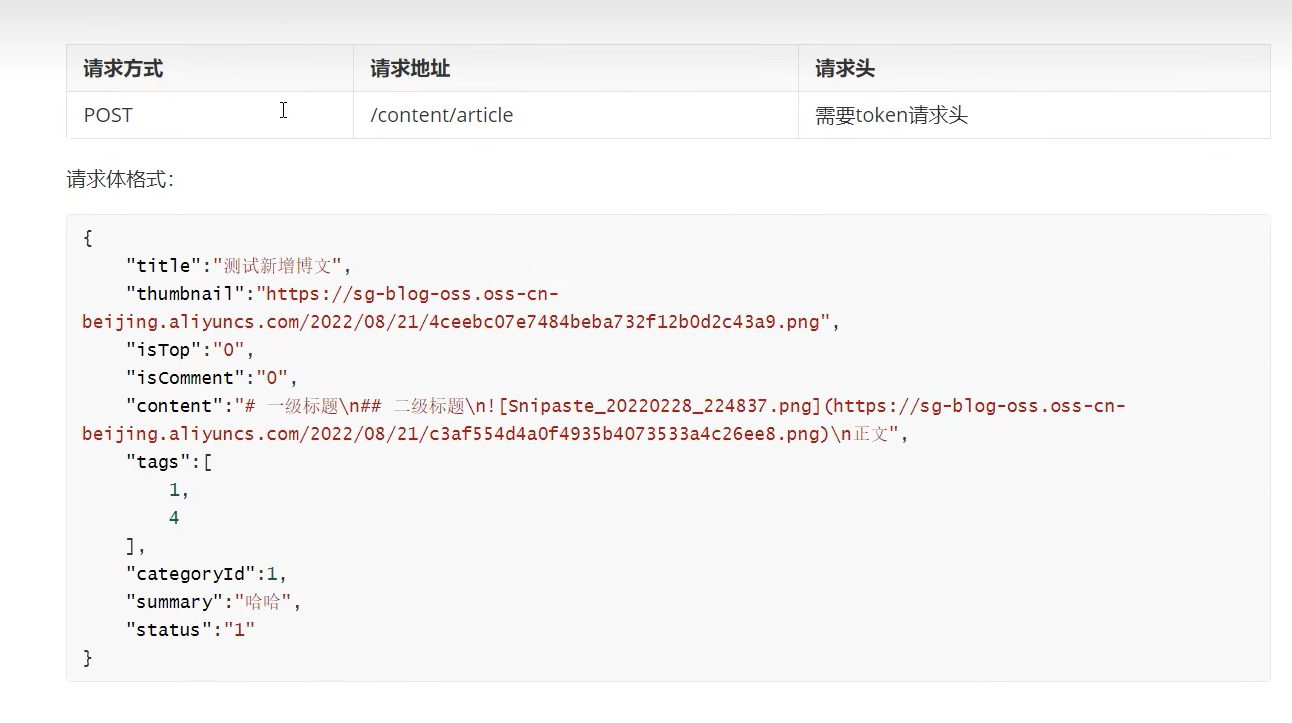 请求方式 请求地址 请求头
POST /content/article 需要token请求头
请求体格式：
{
"title":"测试新增博文",
"thumbnail":"https://sg-blog-oss.oss-cn-
beijing.aliyuncs.com/2022/08/21/4ceebc07e7484beba732f12b0d2c43a9.png",
"isTop":"0",
"isComment":"0",
"content":"# 一级标题\n## 二级标题\n![Snipaste_20220228_224837.png](https://sg-blog-oss.oss-cn-
beijing.aliyuncs.com/2022/08/21/c3af554d4a0f4935b4073533a4c26ee8.png)\n正文",
"tags":[
1,
4
],
"categoryId":1,
"summary":"哈哈",
"status":"1"
}